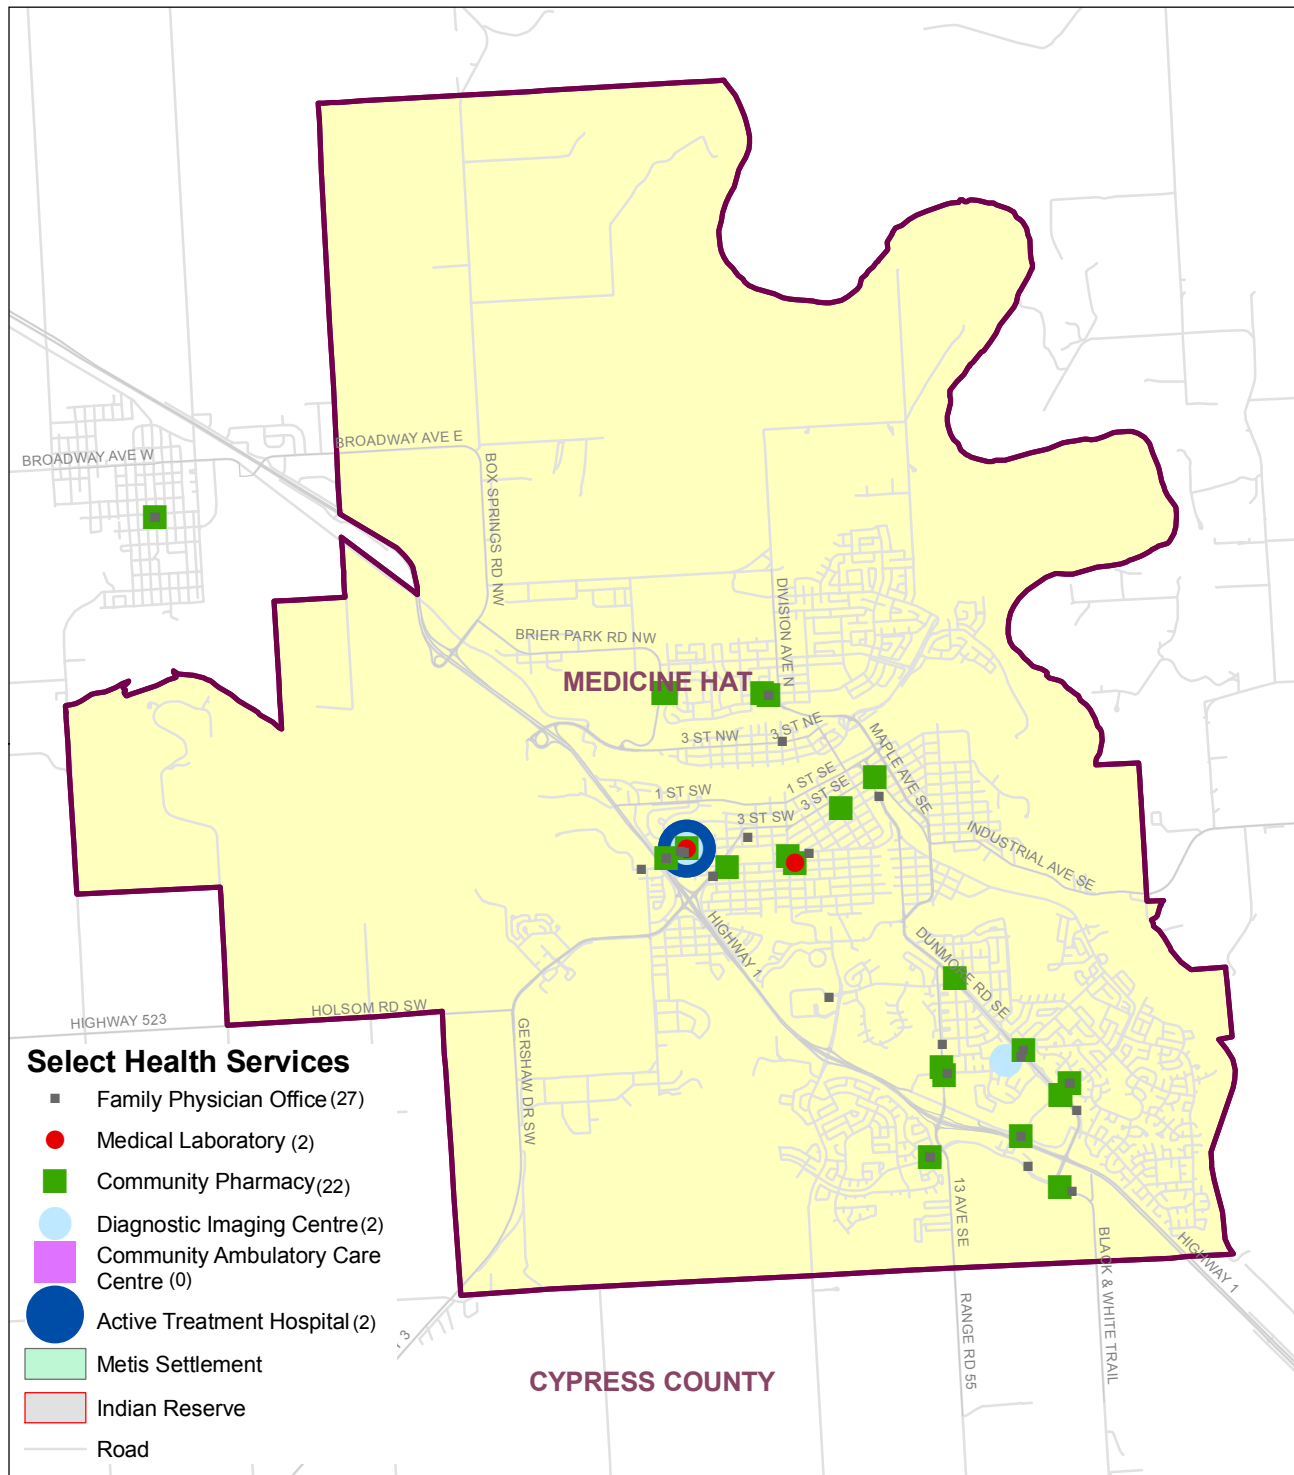 BROADWAY AVE E
BROADWAY AVE W
BOX SPRINGS RD NW
DIVISION AVE N
BRIER PARK RD NW
MEDICINE HAT
3 ST NW
3 ST NE
MAPLE AVE SE
1 ST SW
1 ST SE
3 ST SE
3 ST SW
INDUSTRIAL AVE SE
HIGHWAY 1
DUNMORE RD SE
HOLSOM RD SW
HIGHWAY 523
GERSHAW DR SW
13 AVE SE
BLACK & WHITE TRAIL
HIGHWAY 1
RANGE RD 55
3
CYPRESS COUNTY
Select Health Services
Family Physician Office (27)
Medical Laboratory (2)
Community Pharmacy (22)
Diagnostic Imaging Centre (2)
Community Ambulatory Care
Centre (0)
Active Treatment Hospital (2)
Metis Settlement
Indian Reserve
Road